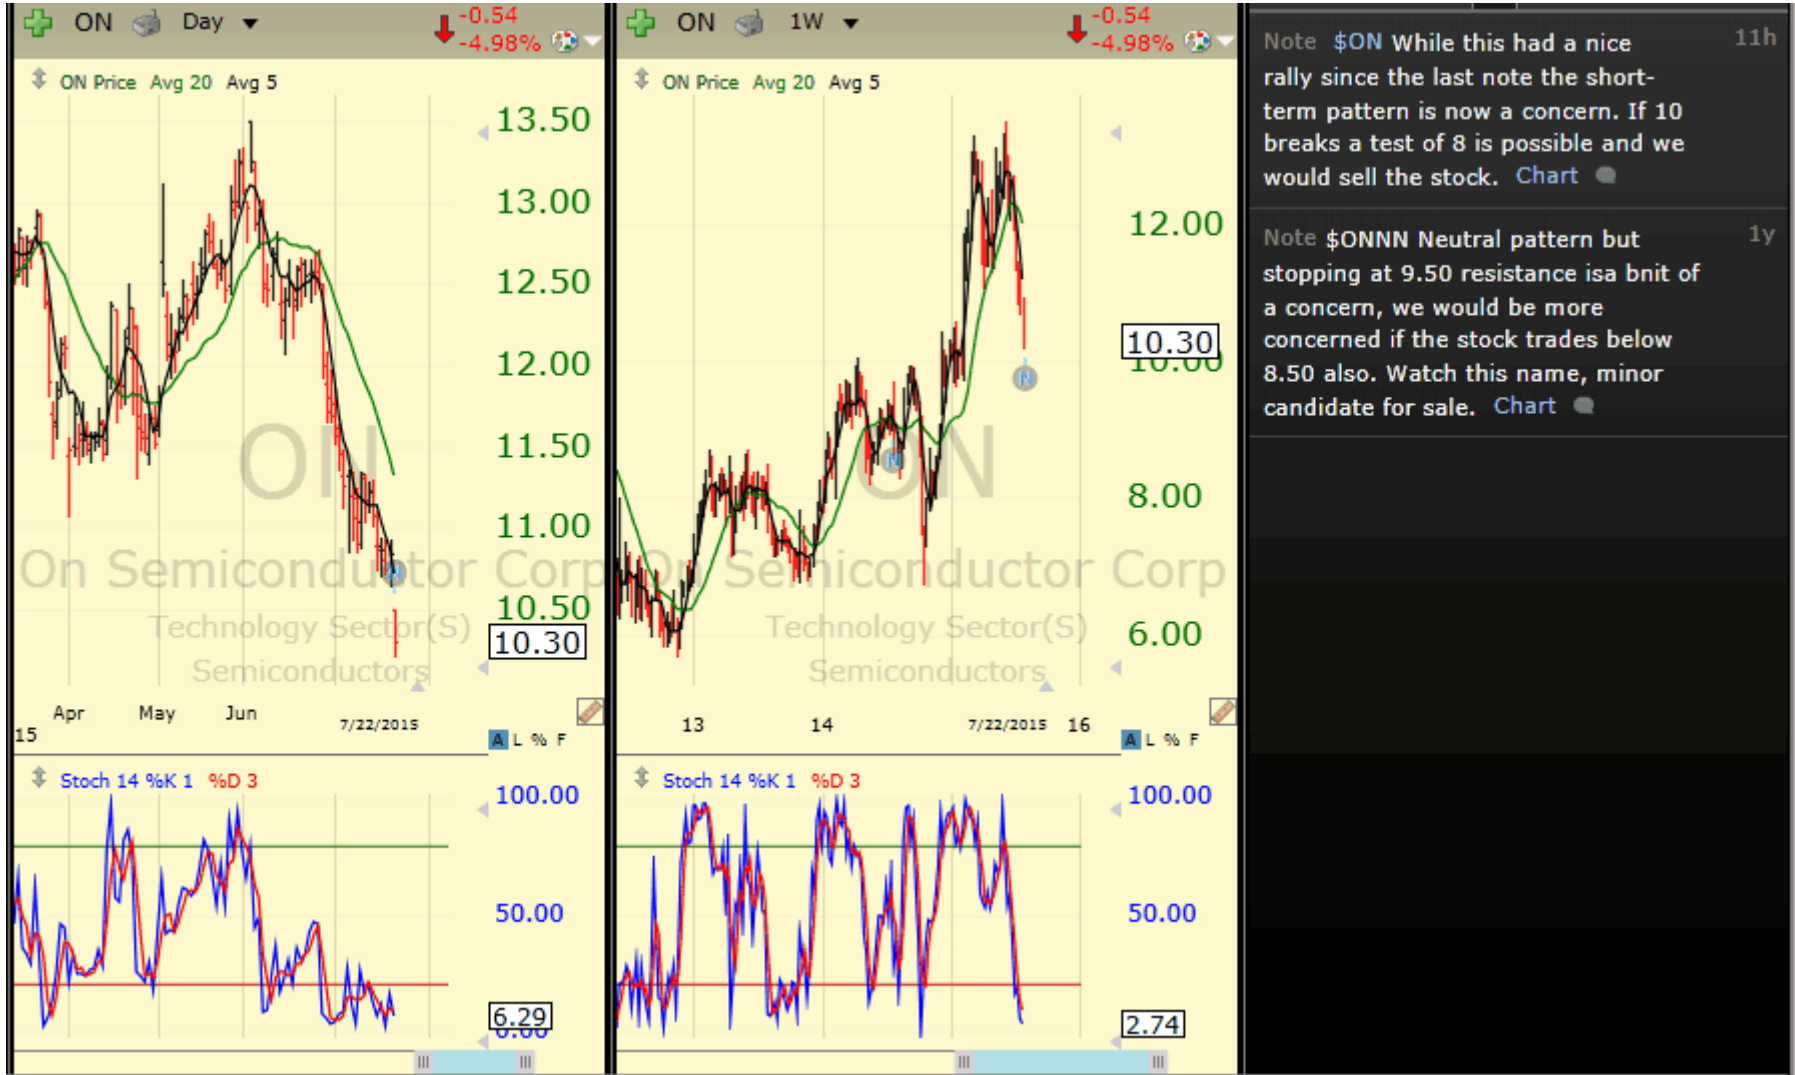 ON Day -0.54
-4.98%
ON Price Avg 20 Avg 5
13.50
13.00
12.50
12.00
11.50
11.00
10.50
10.30
ON
On Semiconductor Corp
Technology Sector(S)
Semiconductors
15 Apr May Jun 7/22/2015
A L % F
Stoch 14 %K 1 %D 3
100.00
50.00
6.29
0.00
ON 1W -0.54
-4.98%
ON Price Avg 20 Avg 5
12.00
10.30
10.00
8.00
6.00
N
N
ON
On Semiconductor Corp
Technology Sector(S)
Semiconductors
13 14 7/22/2015 16
A L % F
Stoch 14 %K 1 %D 3
100.00
50.00
2.74
Note $ON While this had a nice 11h
rally since the last note the short-
term pattern is now a concern. If 10
breaks a test of 8 is possible and we
would sell the stock. Chart
Note $ONNN Neutral pattern but 1y
stopping at 9.50 resistance isa bnit of
a concern, we would be more
concerned if the stock trades below
8.50 also. Watch this name, minor
candidate for sale. Chart